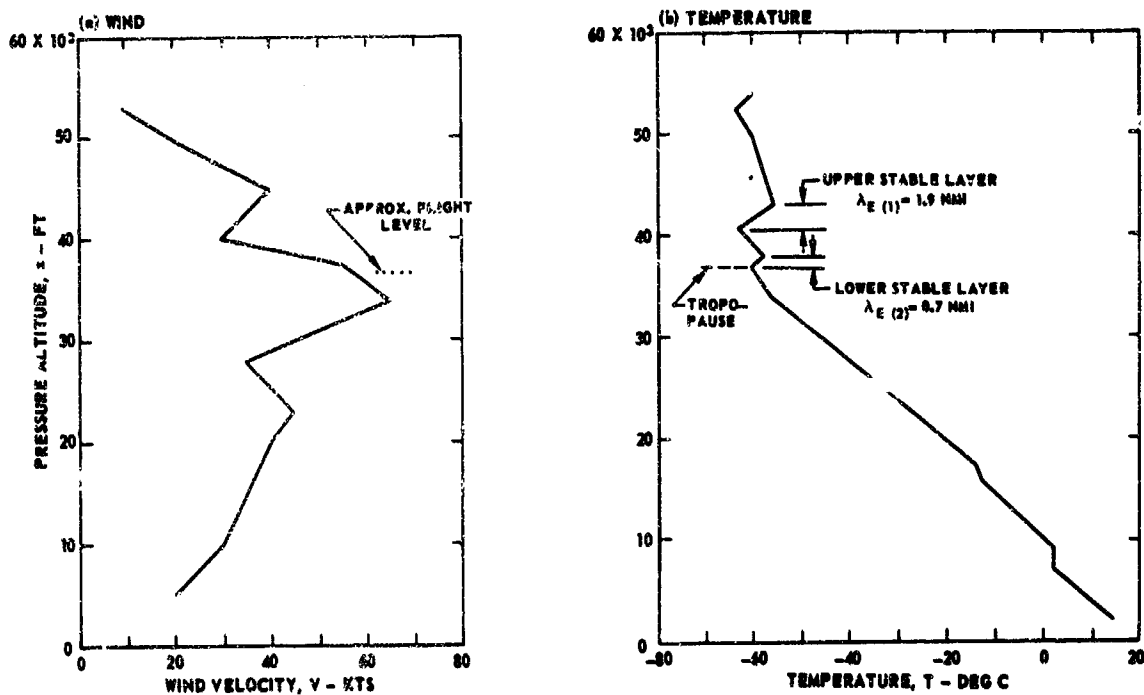 (a) WIND
60 X 10³
50
40
30
20
10
0
PRESSURE ALTITUDE, z – FT
APPROX. FLIGHT
LEVEL
0 20 40 60 80
WIND VELOCITY, V – KTS
(b) TEMPERATURE
60 X 10³
50
40
30
20
10
0
UPPER STABLE LAYER
λE (1) = 1.9 NMI
LOWER STABLE LAYER
λE (2) = 0.7 NMI
TROPO–
PAUSE
–80 –60 –40 –20 0 20
TEMPERATURE, T – DEG C